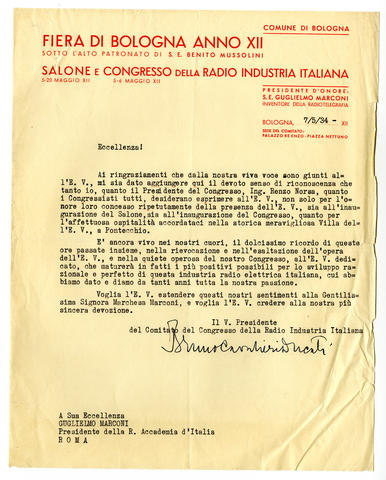 COMUNE DI BOLOGNA
FIERA DI BOLOGNA ANNO XII
SOTTO L'ALTO PATRONATO DI S. E. BENITO MUSSOLINI
SALONE E CONGRESSO DELLA RADIO INDUSTRIA ITALIANA
5-20 MAGGIO XII 5-6 MAGGIO XII
PRESIDENTE D'ONORE:
S. E. GUGLIELMO MARCONI
INVENTORE DELLA RADIOTELEGRAFIA
BOLOGNA, 7/5/34 - XII
SEDE DEL COMITATO:
PALAZZO RE ENZO - PIAZZA NETTUNO
Eccellenza!
Ai ringraziamenti che dalla nostra viva voce sono giunti al-
l'E. V., mi sia dato aggiungere qui il devoto senso di riconoscenza che
tanto io, quanto il Presidente del Congresso, Ing. Renzo Norsa, quanto
i Congressisti tutti, desiderano esprimere all'E. V., non solo per l'o-
nore loro concesso ripetutamente della presenza dell'E. V., sia all'inau-
gurazione del Salone, sia all'inaugurazione del Congresso, quanto per
l'affettuosa ospitalità accordataci nella storica meravigliosa Villa del-
l'E. V., a Pontecchio.
E' ancora vivo nei nostri cuori, il dolcissimo ricordo di queste
ore passate insieme, nella rievocazione e nell'esaltazione dell'opera
dell'E. V., e nella quiete operosa del nostro Congresso, all'E. V. dedi-
cato, che maturerà in fatti i più positivi possibili per lo sviluppo ra-
zionale e perfetto di questa industria radio elettrica italiana, cui ab-
biamo dato e diamo da tanti anni tutta la nostra passione.
Voglia l'E. V. estendere questi nostri sentimenti alla Gentilis-
sima Signora Marchesa Marconi, e voglia l'E. V. credere alla nostra più
sincera devozione.
Il V. Presidente
del Comitato del Congresso della Radio Industria Italiana
Bruno Cavalieri Ducati
A Sua Eccellenza
GUGLIELMO MARCONI
Presidente della R. Accademia d'Italia
R O M A